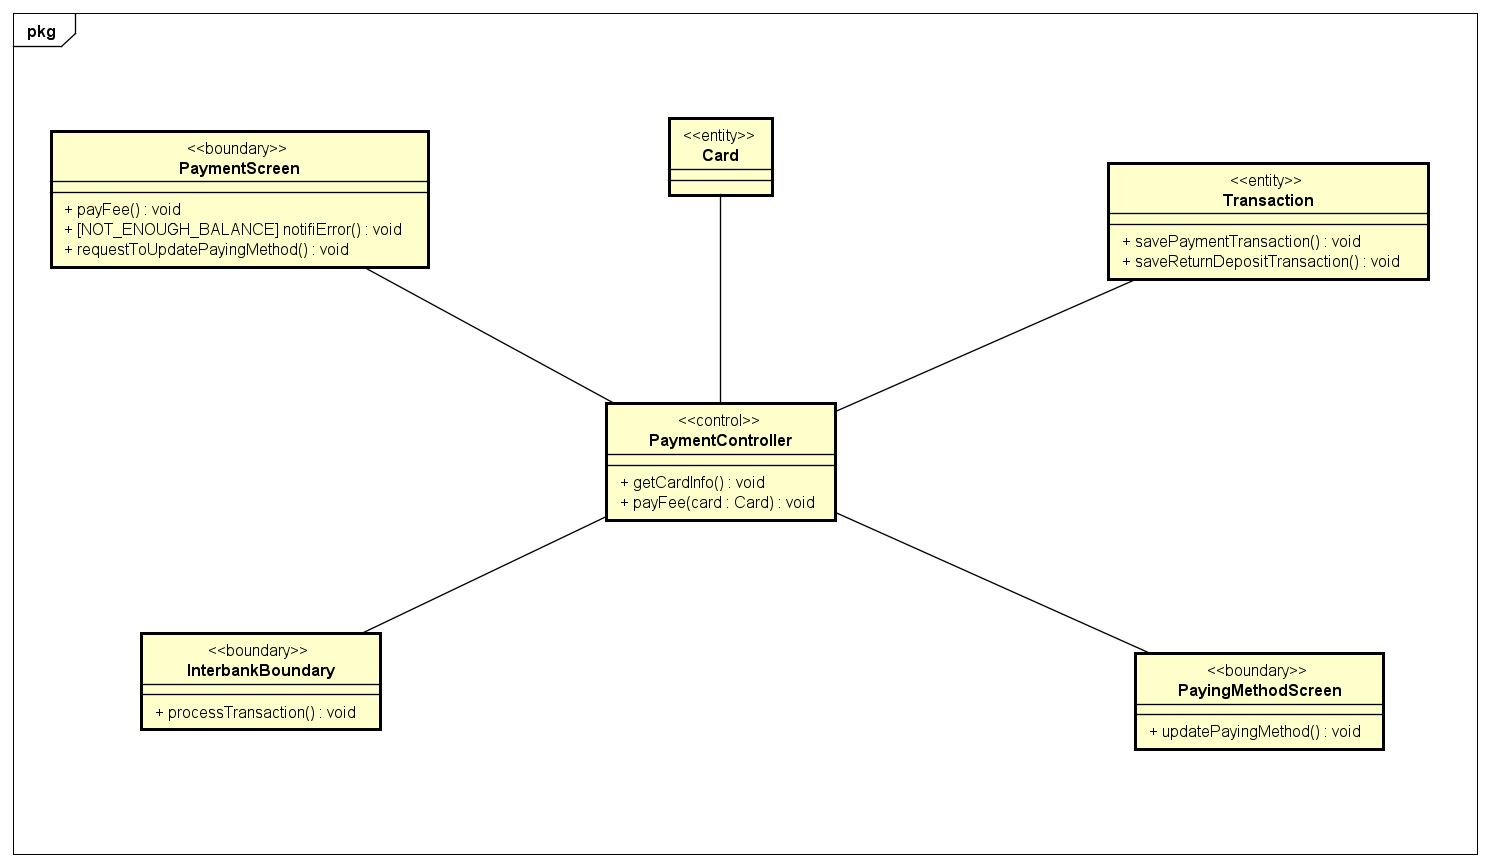 pkg
<<boundary>>
PaymentScreen
+ payFee() : void
+ [NOT_ENOUGH_BALANCE] notifiError() : void
+ requestToUpdatePayingMethod() : void
<<entity>>
Card
<<entity>>
Transaction
+ savePaymentTransaction() : void
+ saveReturnDepositTransaction() : void
<<control>>
PaymentController
+ getCardInfo() : void
+ payFee(card : Card) : void
<<boundary>>
InterbankBoundary
+ processTransaction() : void
<<boundary>>
PayingMethodScreen
+ updatePayingMethod() : void